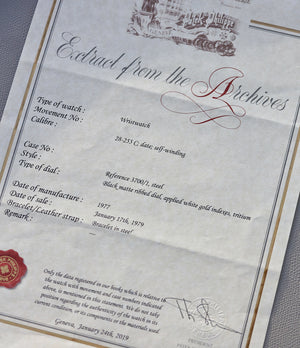 Extract from the Archives
Type of watch : Wristwatch
Movement No :
Calibre : 28-255 C, date, self-winding
Case No :
Style : Reference 3700/1, steel
Type of dial : Black matte ribbed dial, applied white gold indexes, tritium
Date of manufacture : 1977
Date of sale : January 17th, 1979
Bracelet/Leather strap : Bracelet in steel
Remark :
Only the data registered in our books which is relative to
the watch with movement and case numbers indicated
above, is mentioned in this statement. We do not take
position regarding the authenticity of the watch in its
current condition, or its components or the materials used
Geneva, January 24th, 2019
PRESIDENT